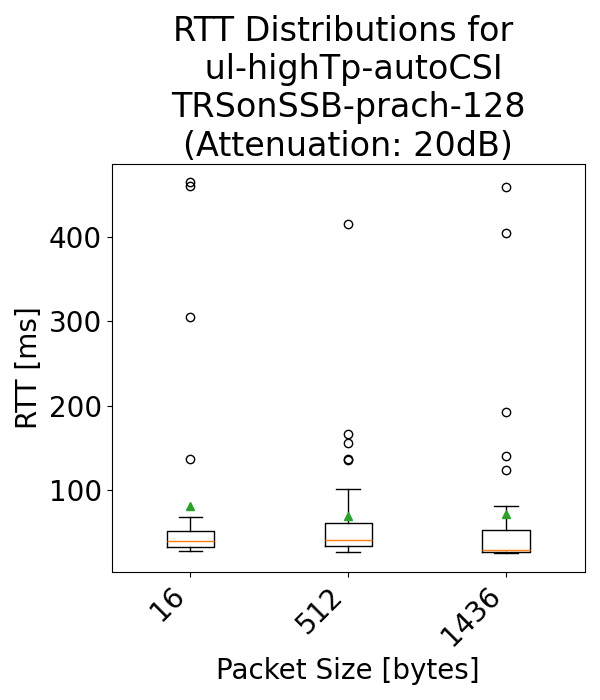 RTT Distributions for
ul-highTp-autoCSI
TRSonSSB-prach-128
(Attenuation: 20dB)
RTT [ms]
400
300
200
100
16
512
1436
Packet Size [bytes]